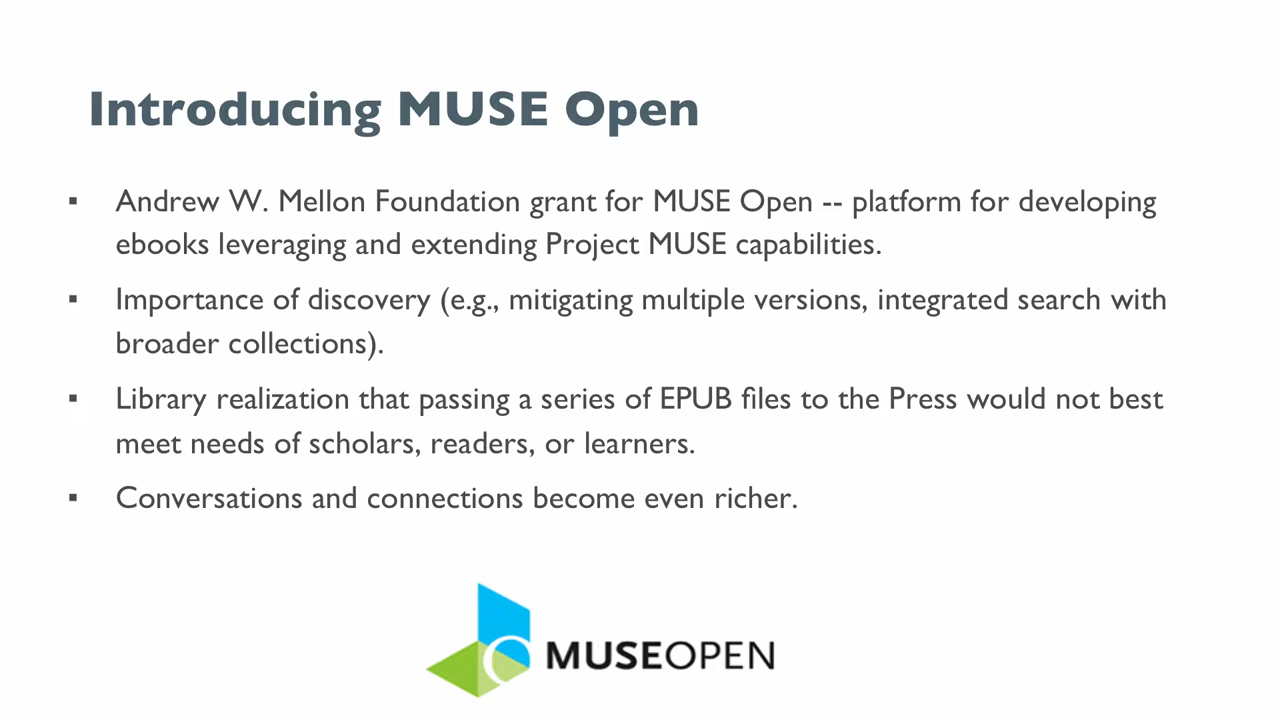 Introducing MUSE Open
▪ Andrew W. Mellon Foundation grant for MUSE Open -- platform for developing
ebooks leveraging and extending Project MUSE capabilities.
▪ Importance of discovery (e.g., mitigating multiple versions, integrated search with
broader collections).
▪ Library realization that passing a series of EPUB files to the Press would not best
meet needs of scholars, readers, or learners.
▪ Conversations and connections become even richer.
MUSEOPEN